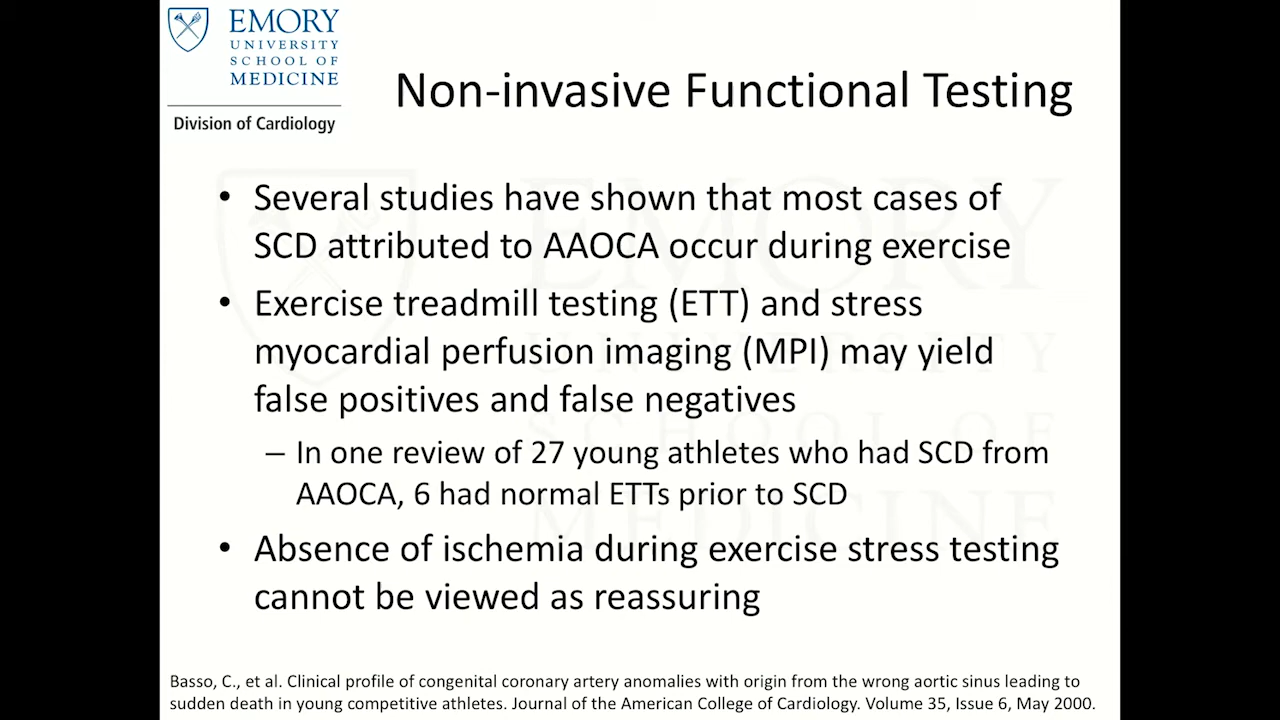 EMORY
UNIVERSITY
SCHOOL OF
MEDICINE
Division of Cardiology
Non-invasive Functional Testing
• Several studies have shown that most cases of
SCD attributed to AAOCA occur during exercise
• Exercise treadmill testing (ETT) and stress
myocardial perfusion imaging (MPI) may yield
false positives and false negatives
– In one review of 27 young athletes who had SCD from
AAOCA, 6 had normal ETTs prior to SCD
• Absence of ischemia during exercise stress testing
cannot be viewed as reassuring
Basso, C., et al. Clinical profile of congenital coronary artery anomalies with origin from the wrong aortic sinus leading to
sudden death in young competitive athletes. Journal of the American College of Cardiology. Volume 35, Issue 6, May 2000.
EMORY
UNIVERSITY
SCHOOL OF
MEDICINE